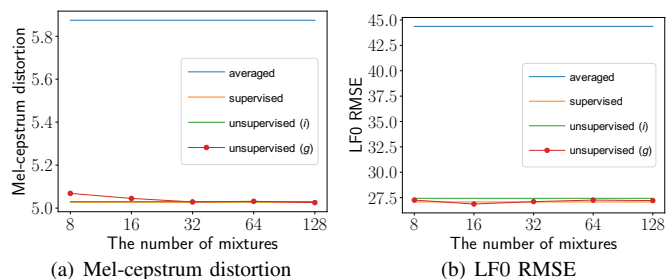 Mel-cepstrum distortion
5.8
5.6
5.4
5.2
5.0
averaged
supervised
unsupervised (i)
unsupervised (g)
8 16 32 64 128
The number of mixtures
(a) Mel-cepstrum distortion
LF0 RMSE
45.0
42.5
40.0
37.5
35.0
32.5
30.0
27.5
averaged
supervised
unsupervised (i)
unsupervised (g)
8 16 32 64 128
The number of mixtures
(b) LF0 RMSE